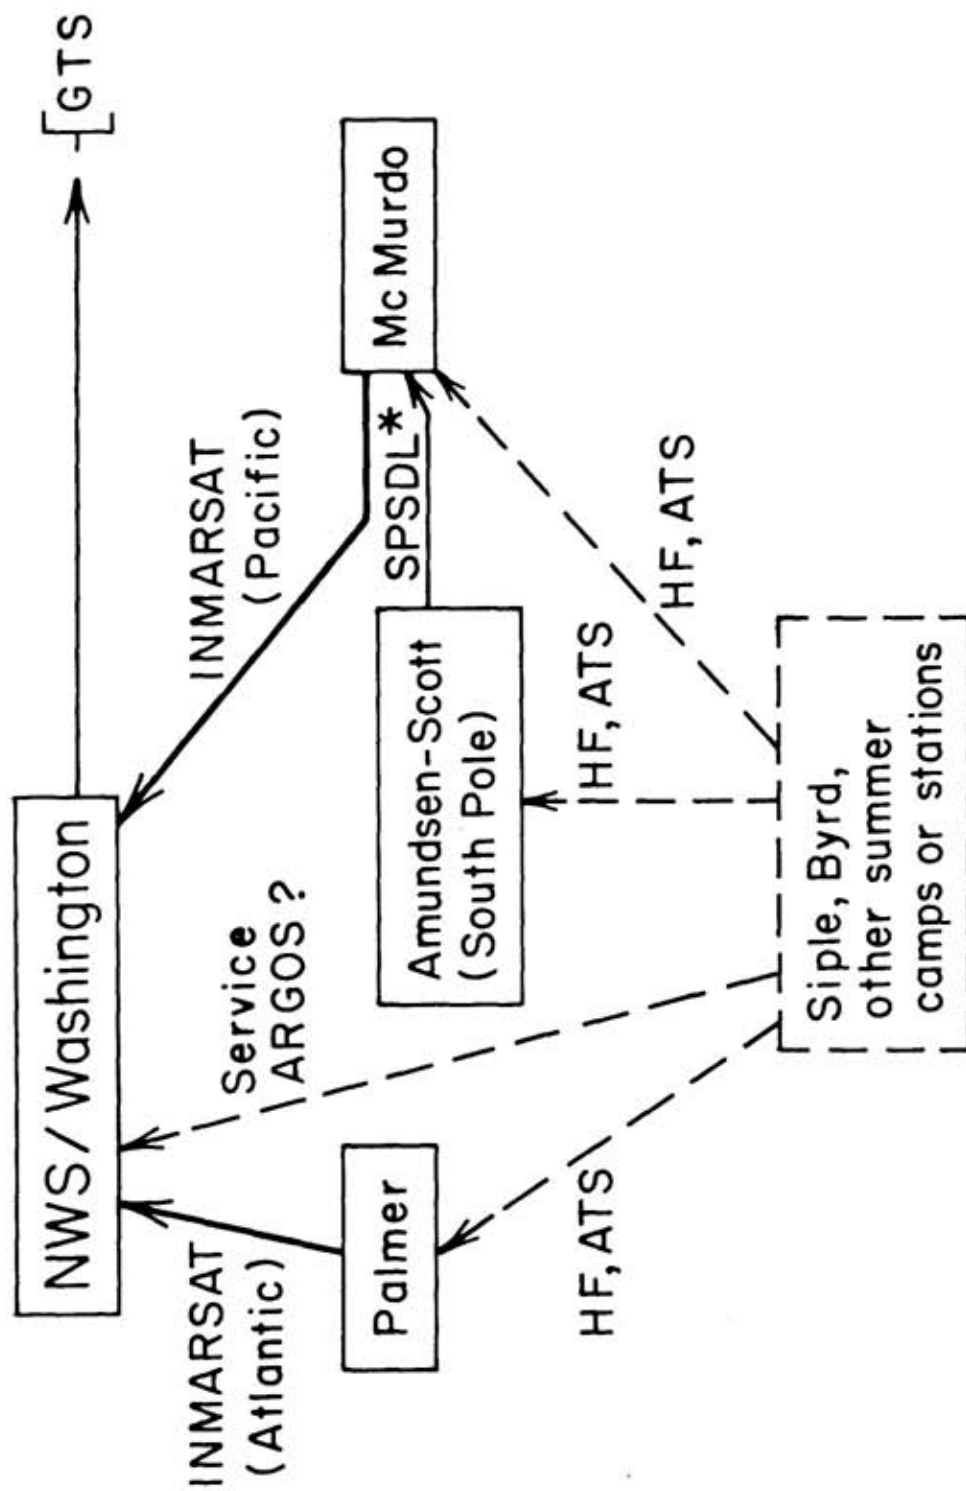 NWS/Washington
[GTS
INMARSAT
(Atlantic)
Service
ARGOS?
INMARSAT
(Pacific)
Palmer
Amundsen-Scott
(South Pole)
SPSDL*
Mc Murdo
HF, ATS
HF, ATS
HF, ATS
Siple, Byrd,
other summer
camps or stations